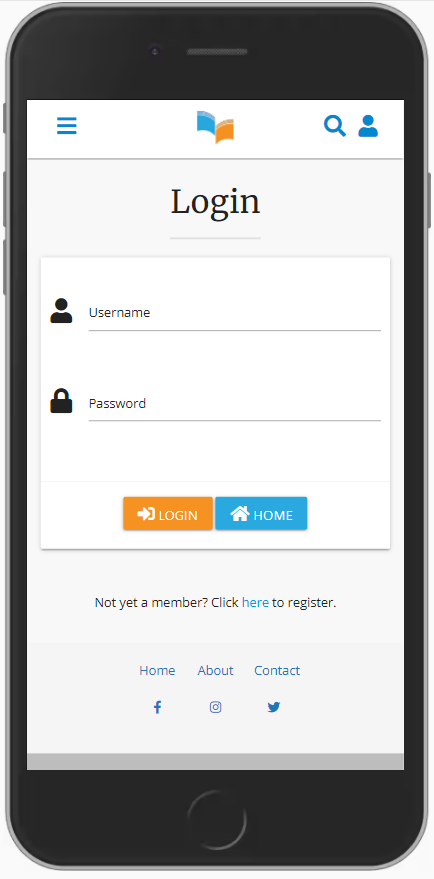 Login
Username
Password
LOGIN HOME
Not yet a member? Click here to register.
Home About Contact